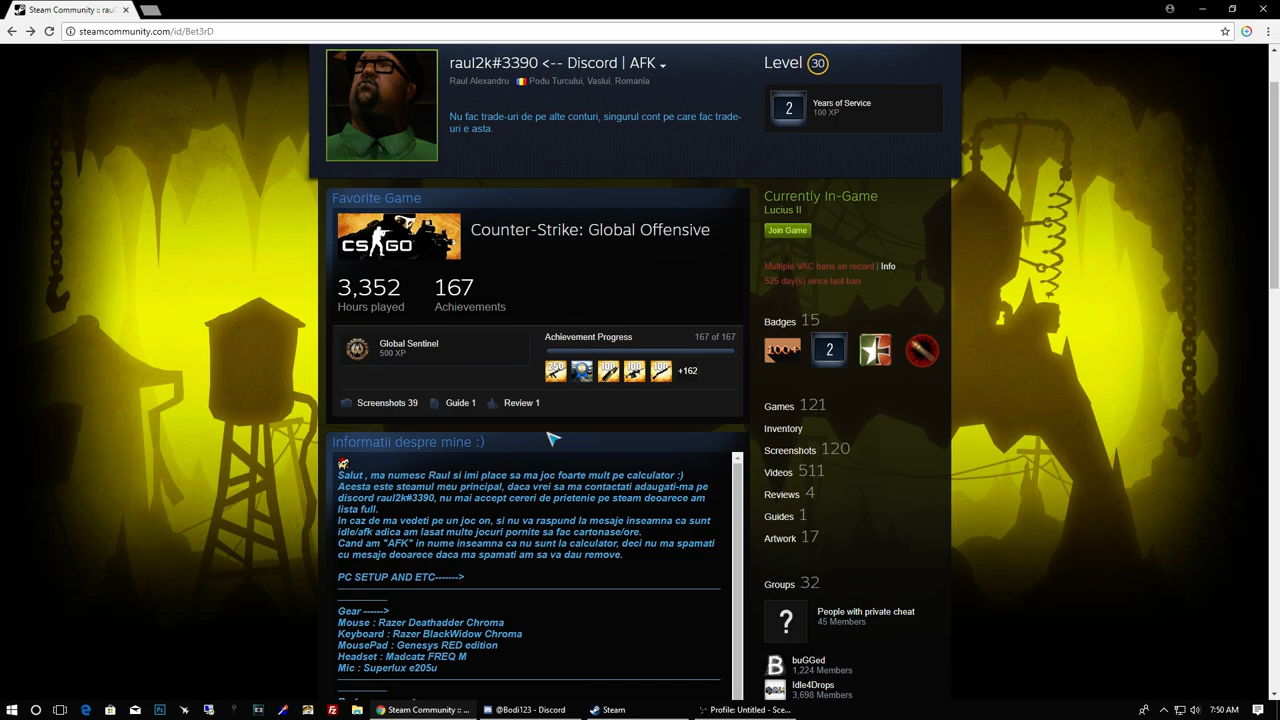 Steam Community :: raul
steamcommunity.com/id/Bet3rD
raul2k#3390 <-- Discord | AFK
Raul Alexandru Podu Turcului, Vaslui, Romania
Nu fac trade-uri de pe alte conturi, singurul cont pe care fac trade-
uri e asta.
Level 30
2
Years of Service
100 XP
Favorite Game
CS GO
Counter-Strike: Global Offensive
3,352
Hours played
167
Achievements
Global Sentinel
500 XP
Achievement Progress
167 of 167
250
100
100
100
+162
Screenshots 39
Guide 1
Review 1
Informatii despre mine :)
Salut , ma numesc Raul si imi place sa ma joc foarte mult pe calculator :)
Acesta este steamul meu principal, daca vrei sa ma contactati adaugati-ma pe
discord raul2k#3390, nu mai accept cereri de prietenie pe steam deoarece am
lista full.
In caz de ma vedeti pe un joc on, si nu va raspund la mesaje inseamna ca sunt
idle/afk adica am lasat multe jocuri pornite sa fac cartonase/ore.
Cand am "AFK" in nume inseamna ca nu sunt la calculator, deci nu ma spamati
cu mesaje deoarece daca ma spamati am sa va dau remove.
PC SETUP AND ETC------->
Gear ------>
Mouse : Razer Deathadder Chroma
Keyboard : Razer BlackWidow Chroma
MousePad : Genesys RED edition
Headset : Madcatz FREQ M
Mic : Superlux e205u
Currently In-Game
Lucius II
Join Game
Multiple VAC bans on record | Info
525 day(s) since last ban
Badges 15
100+
2
Games 121
Inventory
Screenshots 120
Videos 511
Reviews 4
Guides 1
Artwork 17
Groups 32
?
People with private cheat
45 Members
B
buGGed
1,224 Members
Idle4Drops
3,698 Members
Steam Community :: ...
@Bodi123 - Discord
Steam
Profile: Untitled - Sce...
7:50 AM